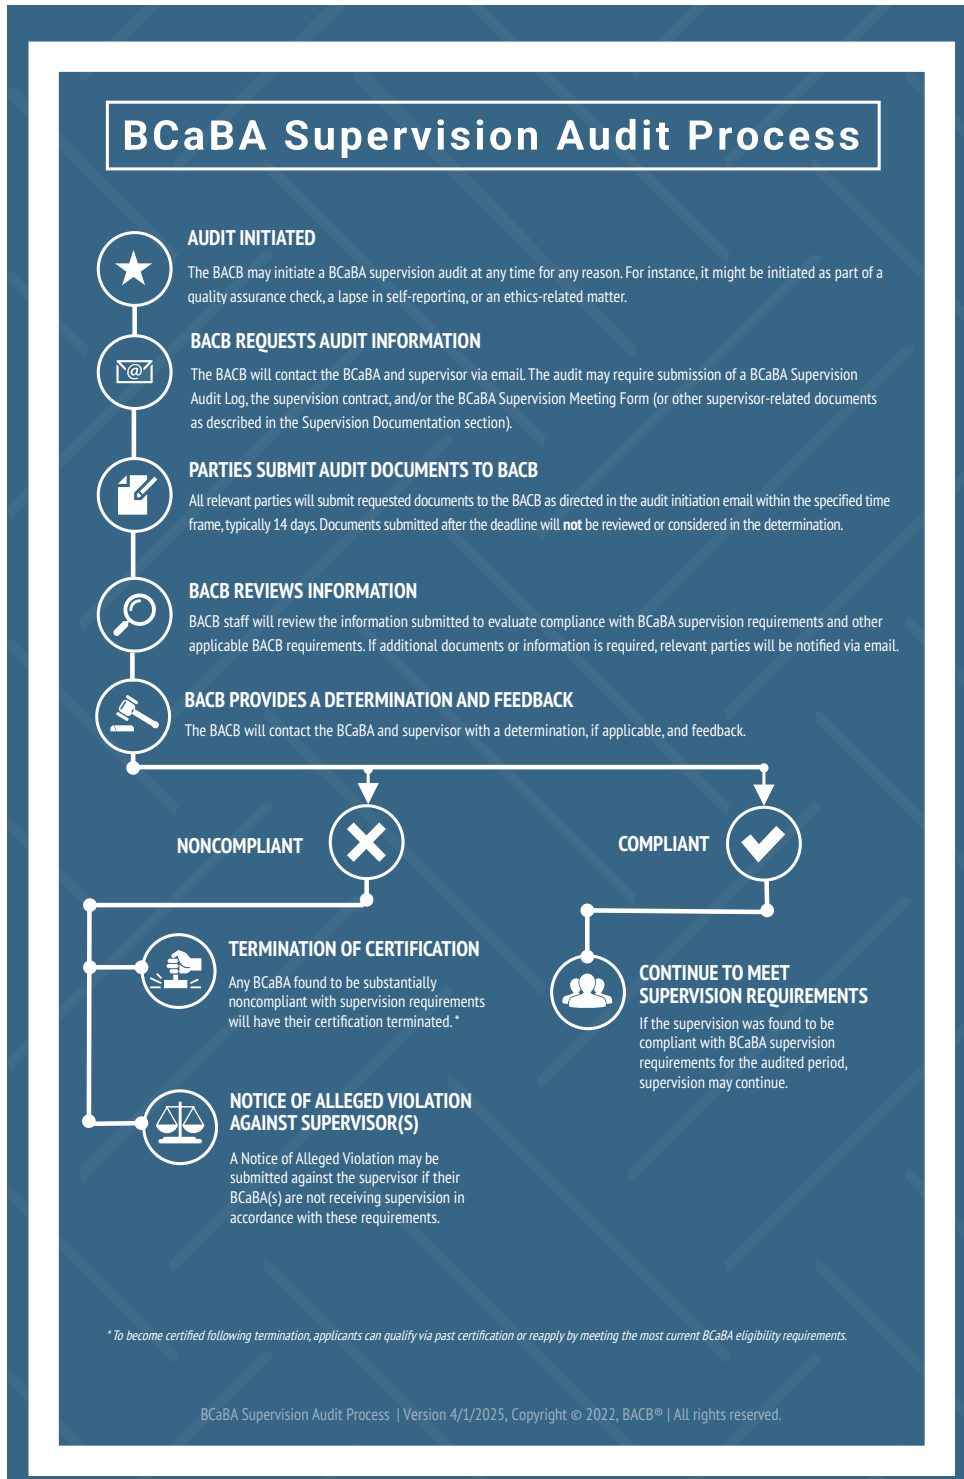 BCaBA Supervision Audit Process
AUDIT INITIATED
The BACB may initiate a BCaBA supervision audit at any time for any reason. For instance, it might be initiated as part of a
quality assurance check, a lapse in self-reporting, or an ethics-related matter.
BACB REQUESTS AUDIT INFORMATION
@
The BACB will contact the BCaBA and supervisor via email. The audit may require submission of a BCaBA Supervision
Audit Log, the supervision contract, and/or the BCaBA Supervision Meeting Form (or other supervisor-related documents
as described in the Supervision Documentation section).
PARTIES SUBMIT AUDIT DOCUMENTS TO BACB
All relevant parties will submit requested documents to the BACB as directed in the audit initiation email within the specified time
frame, typically 14 days. Documents submitted after the deadline will not be reviewed or considered in the determination.
BACB REVIEWS INFORMATION
BACB staff will review the information submitted to evaluate compliance with BCaBA supervision requirements and other
applicable BACB requirements. If additional documents or information is required, relevant parties will be notified via email.
BACB PROVIDES A DETERMINATION AND FEEDBACK
The BACB will contact the BCaBA and supervisor with a determination, if applicable, and feedback.
NONCOMPLIANT
COMPLIANT
TERMINATION OF CERTIFICATION
Any BCaBA found to be substantially
noncompliant with supervision requirements
will have their certification terminated. *
CONTINUE TO MEET
SUPERVISION REQUIREMENTS
If the supervision was found to be
compliant with BCaBA supervision
requirements for the audited period,
supervision may continue.
NOTICE OF ALLEGED VIOLATION
AGAINST SUPERVISOR(S)
A Notice of Alleged Violation may be
submitted against the supervisor if their
BCaBA(s) are not receiving supervision in
accordance with these requirements.
* To become certified following termination, applicants can qualify via past certification or reapply by meeting the most current BCaBA eligibility requirements.
BCaBA Supervision Audit Process | Version 4/1/2025, Copyright © 2022, BACB® | All rights reserved.